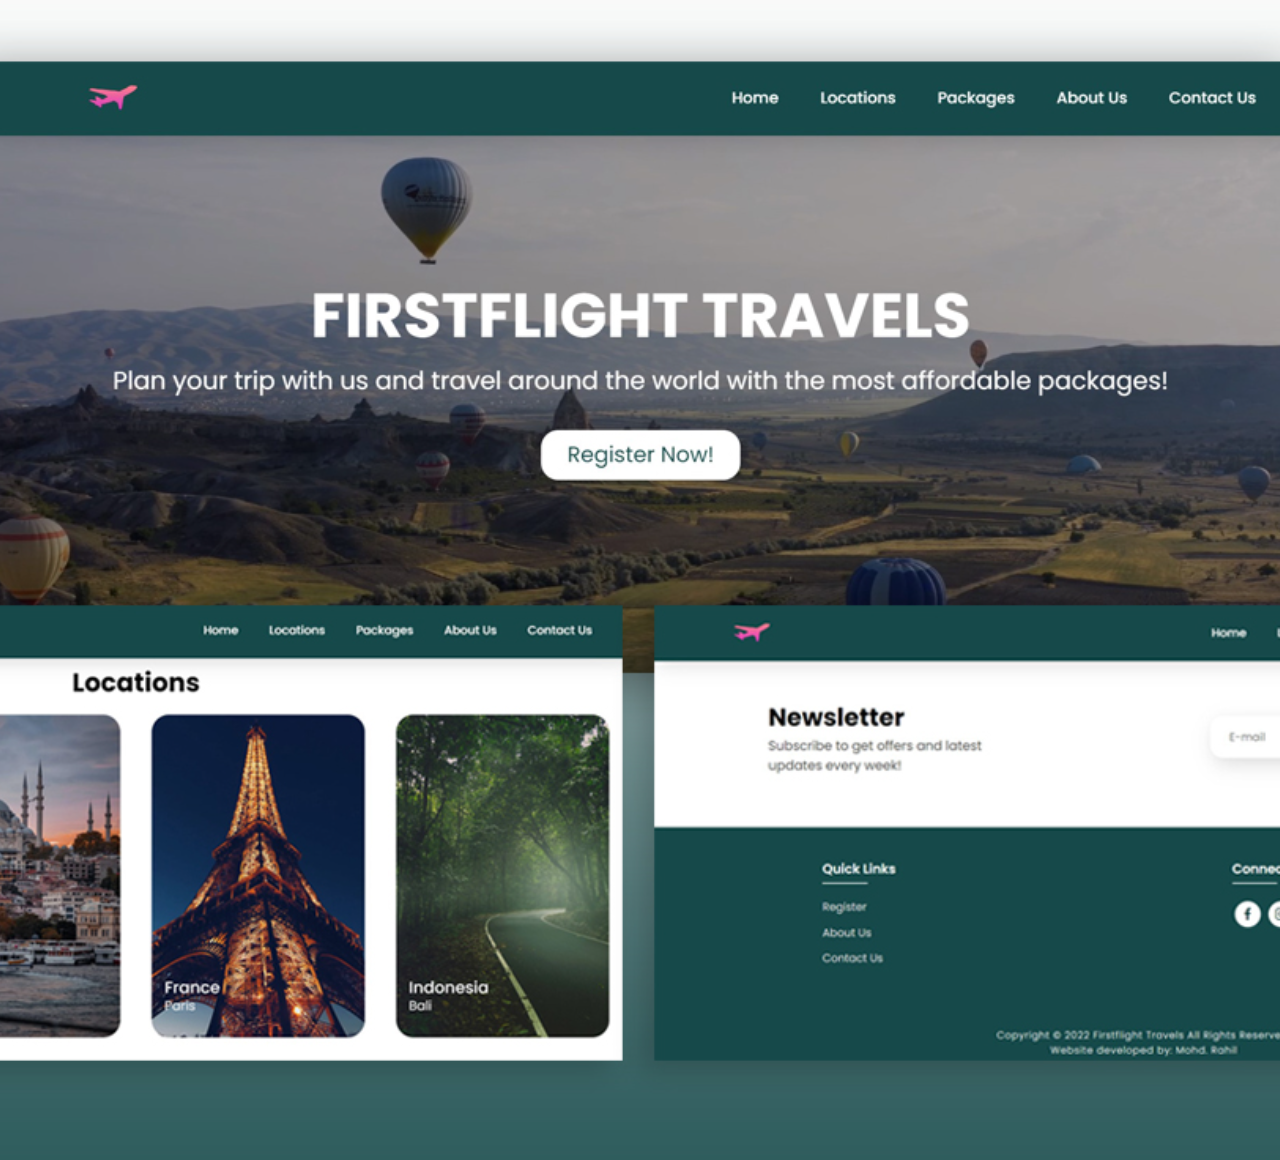 Home Locations Packages About Us Contact Us
FIRSTFLIGHT TRAVELS
Plan your trip with us and travel around the world with the most affordable packages!
Register Now!
Home Locations Packages About Us Contact Us
Locations
France
Paris
Indonesia
Bali
Home
Newsletter
Subscribe to get offers and latest
updates every week!
E-mail
Quick Links
Register
About Us
Contact Us
Connec
Copyright © 2022 Firstflight Travels All Rights Reserve
Website developed by: Mohd. Rahil